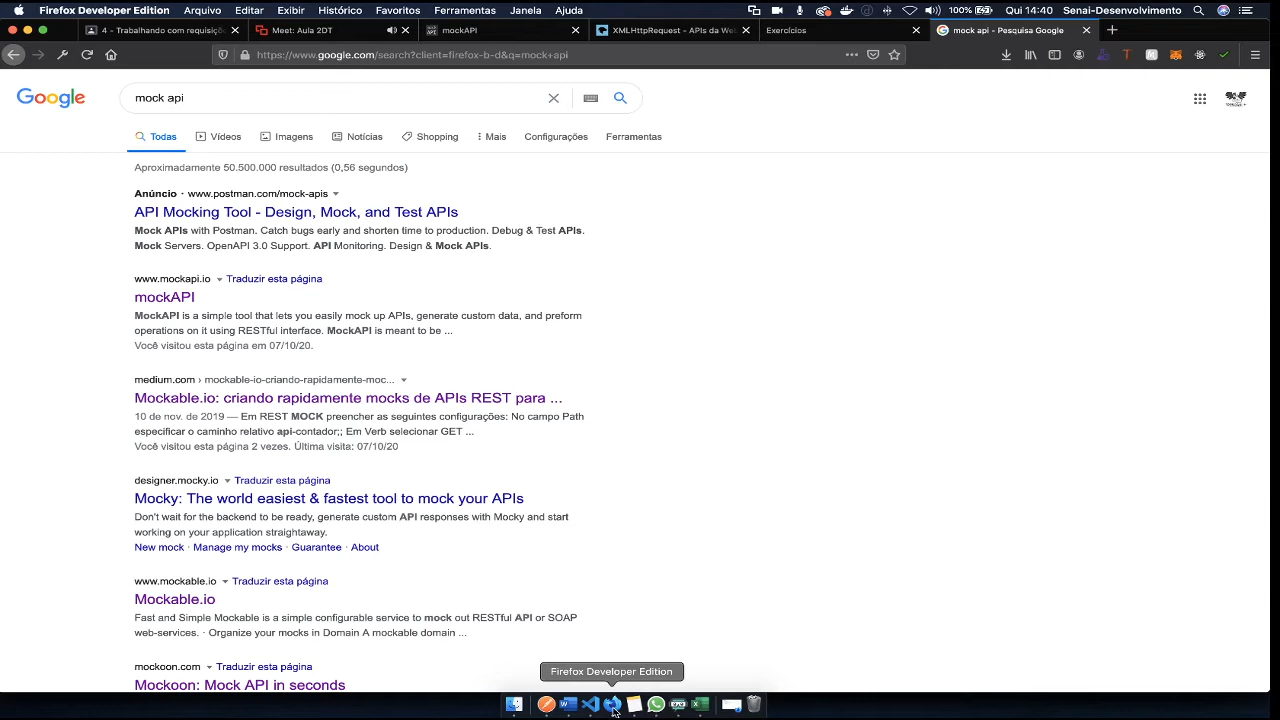 Firefox Developer Edition Arquivo Editar Exibir Histórico Favoritos Ferramentas Janela Ajuda 100% Qui 14:40 Senai-Desenvolvimento
4 - Trabalhando com requisiçõ
Meet: Aula 2DT
mockAPI
XMLHttpRequest - APIs da Web
Exercícios
mock api - Pesquisa Google
https://www.google.com/search?client=firefox-b-d&q=mock+api
Google
mock api
Todas Vídeos Imagens Notícias Shopping Mais Configurações Ferramentas
Aproximadamente 50.500.000 resultados (0,56 segundos)
Anúncio · www.postman.com/mock-apis
API Mocking Tool - Design, Mock, and Test APIs
Mock APIs with Postman. Catch bugs early and shorten time to production. Debug & Test APIs.
Mock Servers. OpenAPI 3.0 Support. API Monitoring. Design & Mock APIs.
www.mockapi.io Traduzir esta página
mockAPI
MockAPI is a simple tool that lets you easily mock up APIs, generate custom data, and preform
operations on it using RESTful interface. MockAPI is meant to be ...
Você visitou esta página em 07/10/20.
medium.com › mockable-io-criando-rapidamente-moc...
Mockable.io: criando rapidamente mocks de APIs REST para ...
10 de nov. de 2019 — Em REST MOCK preencher as seguintes configurações: No campo Path
especificar o caminho relativo api-contador;; Em Verb selecionar GET ...
Você visitou esta página 2 vezes. Última visita: 07/10/20
designer.mocky.io Traduzir esta página
Mocky: The world easiest & fastest tool to mock your APIs
Don't wait for the backend to be ready, generate custom API responses with Mocky and start
working on your application straightaway.
New mock · Manage my mocks · Guarantee · About
www.mockable.io Traduzir esta página
Mockable.io
Fast and Simple Mockable is a simple configurable service to mock out RESTful API or SOAP
web-services. · Organize your mocks in Domain A mockable domain ...
mockoon.com Traduzir esta página
Mockoon: Mock API in seconds
Firefox Developer Edition